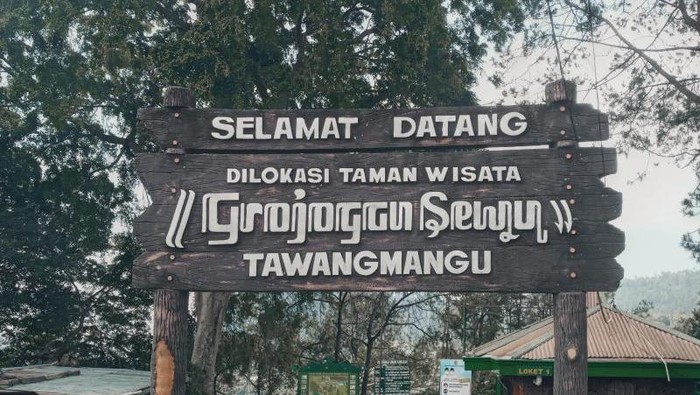 SELAMAT DATANG
DILOKASI TAMAN WISATA
Grojogan Sewu
TAWANGMANGU
LOKET 1